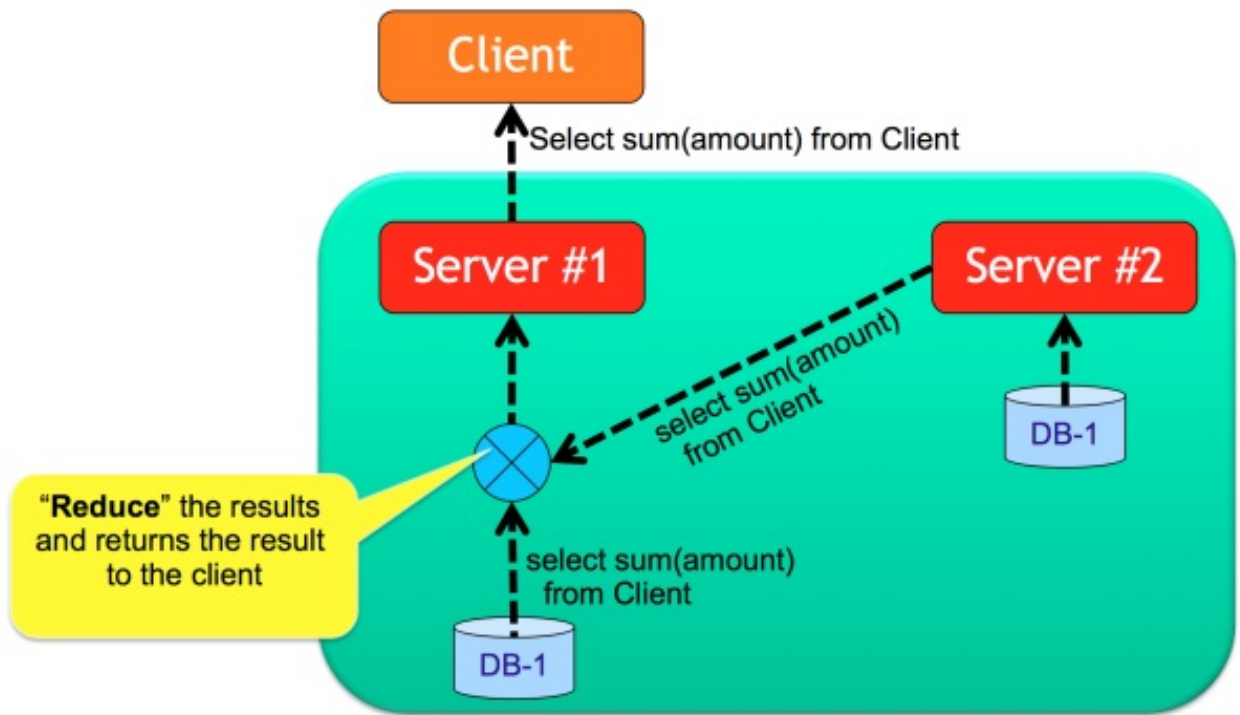 Client
Select sum(amount) from Client
Server #1
Server #2
select sum(amount)
from Client
DB-1
“Reduce” the results
and returns the result
to the client
select sum(amount)
from Client
DB-1